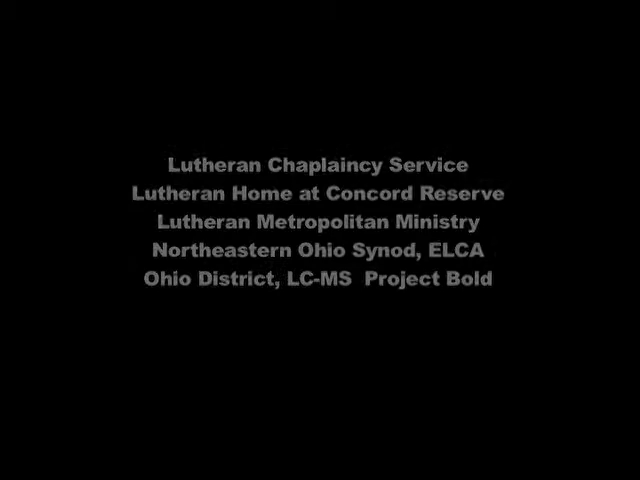 Lutheran Chaplaincy Service
Lutheran Home at Concord Reserve
Lutheran Metropolitan Ministry
Northeastern Ohio Synod, ELCA
Ohio District, LC-MS  Project Bold